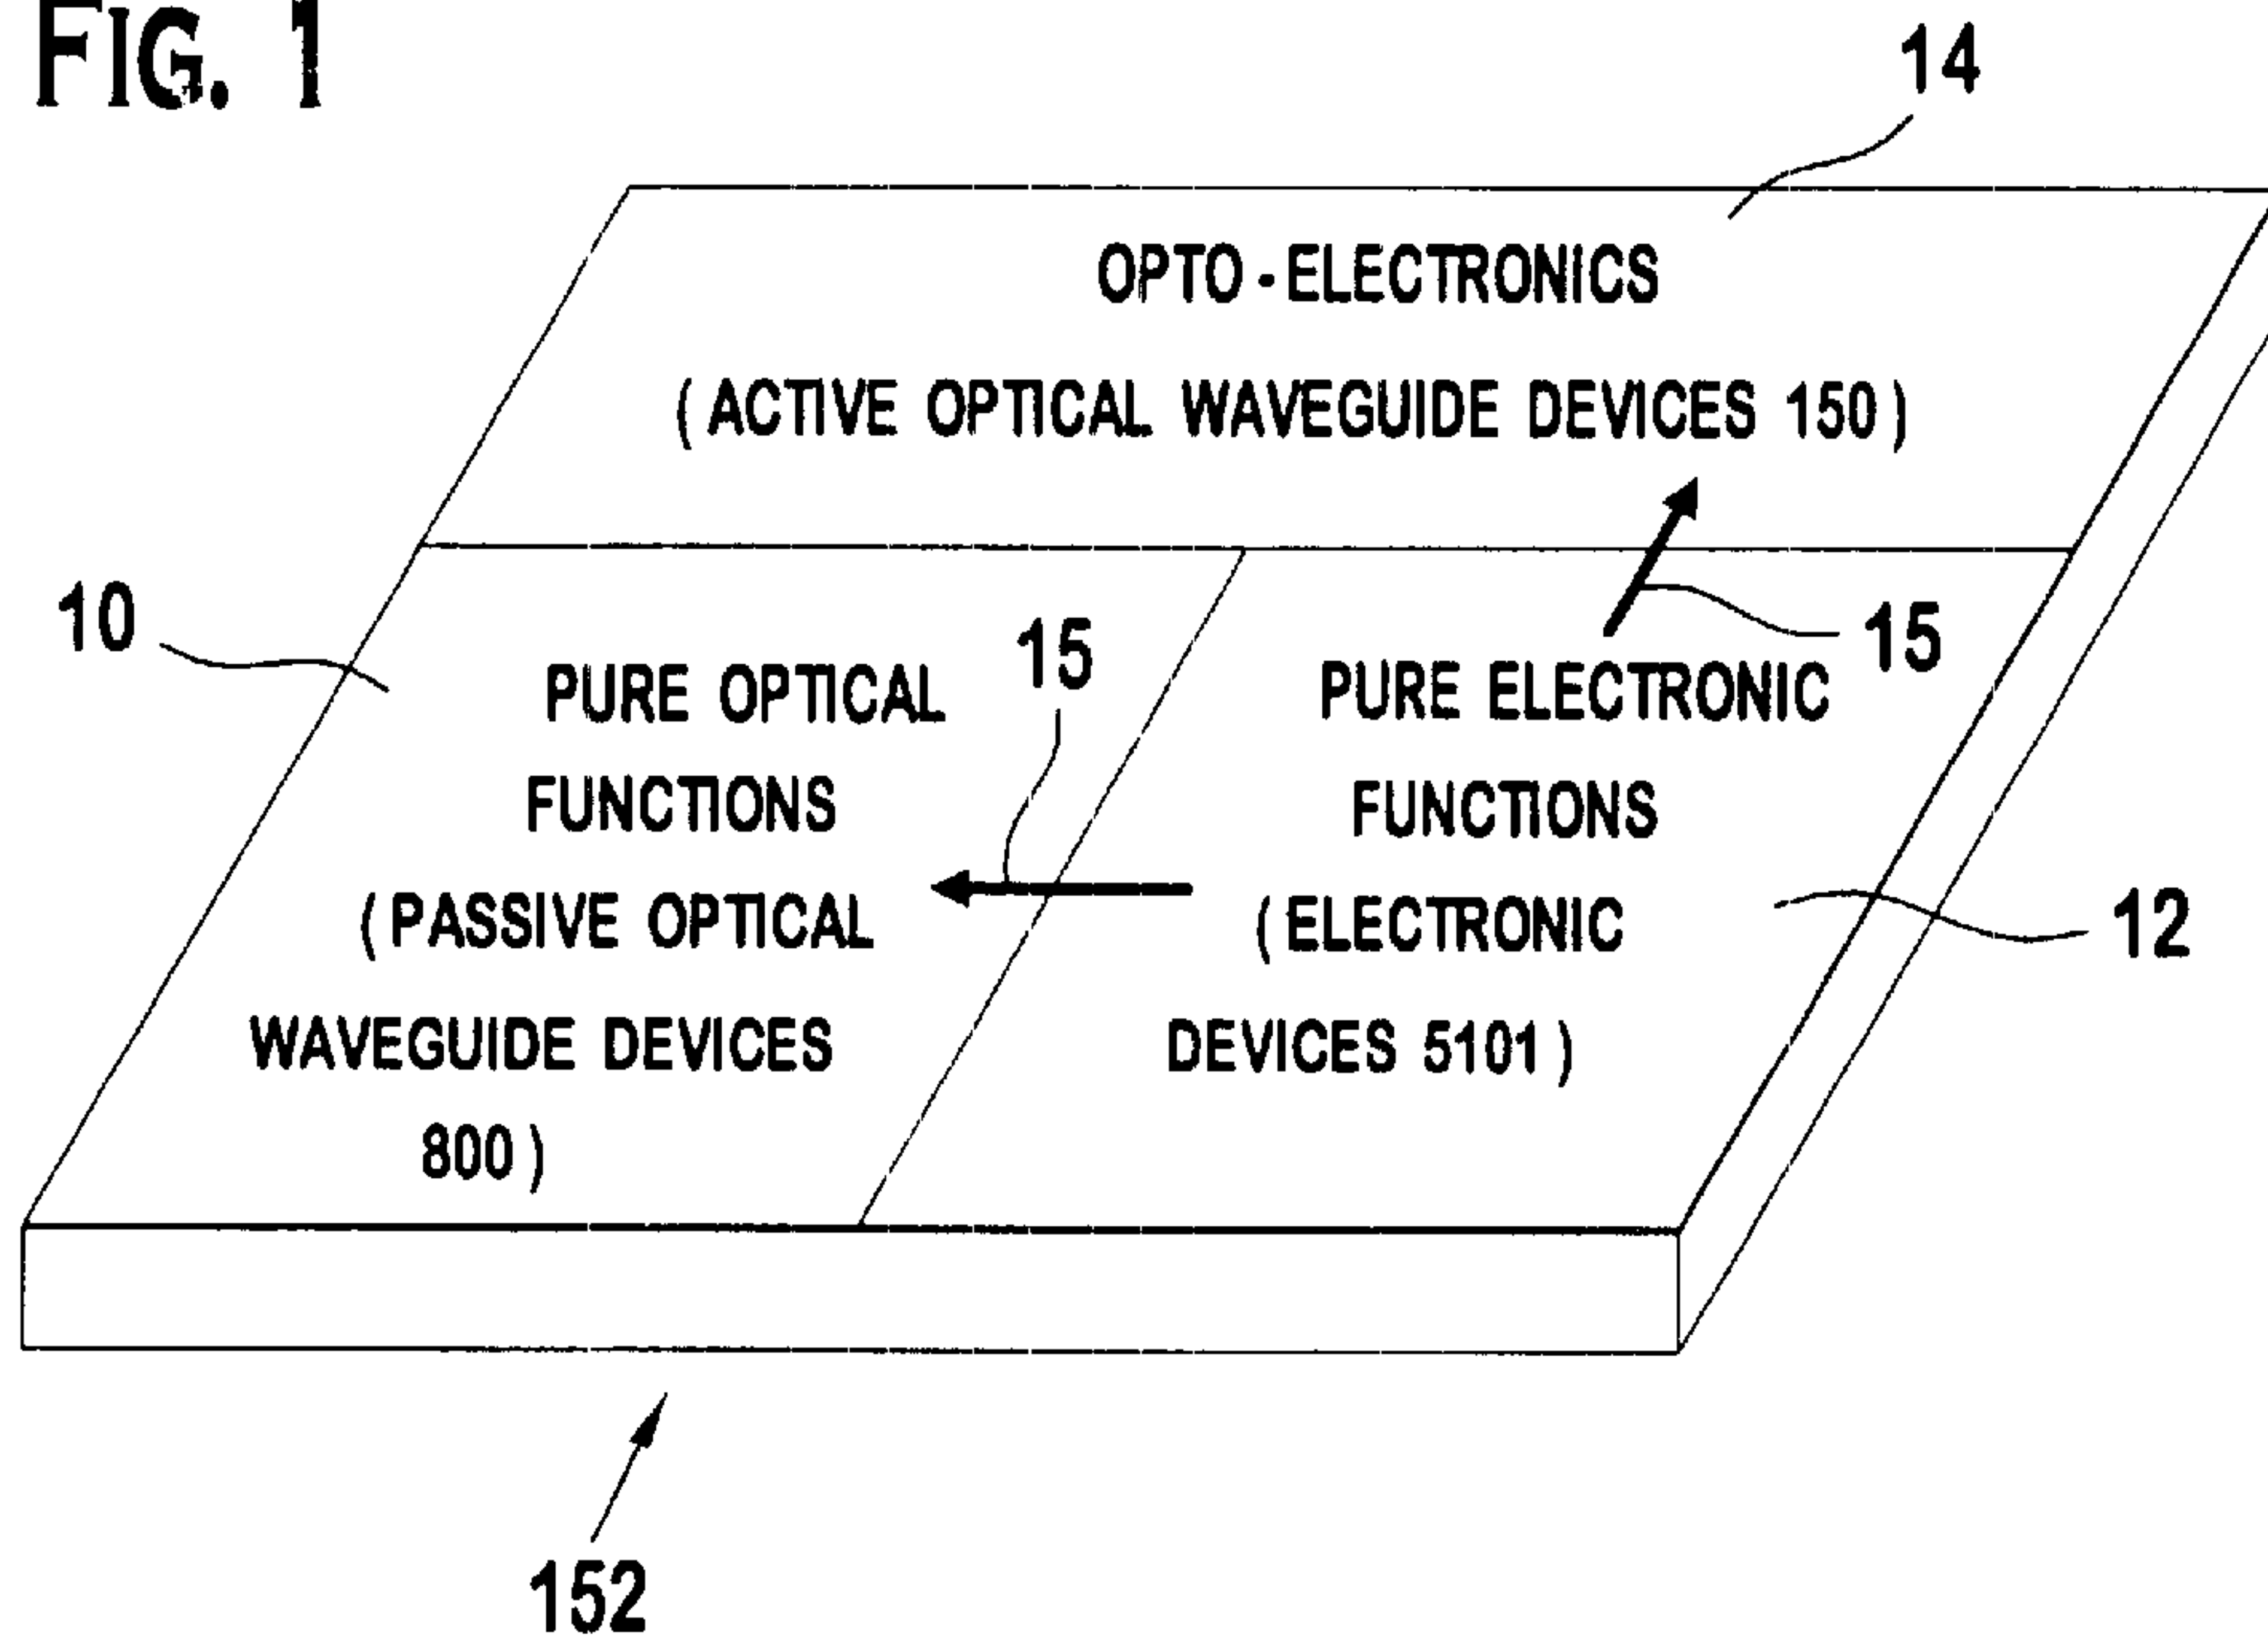 FIG. 1
14
OPTO-ELECTRONICS
(ACTIVE OPTICAL WAVEGUIDE DEVICES 150)
10
15
15
PURE OPTICAL
FUNCTIONS
(PASSIVE OPTICAL
WAVEGUIDE DEVICES
800)
PURE ELECTRONIC
FUNCTIONS
(ELECTRONIC
DEVICES 5101)
12
152